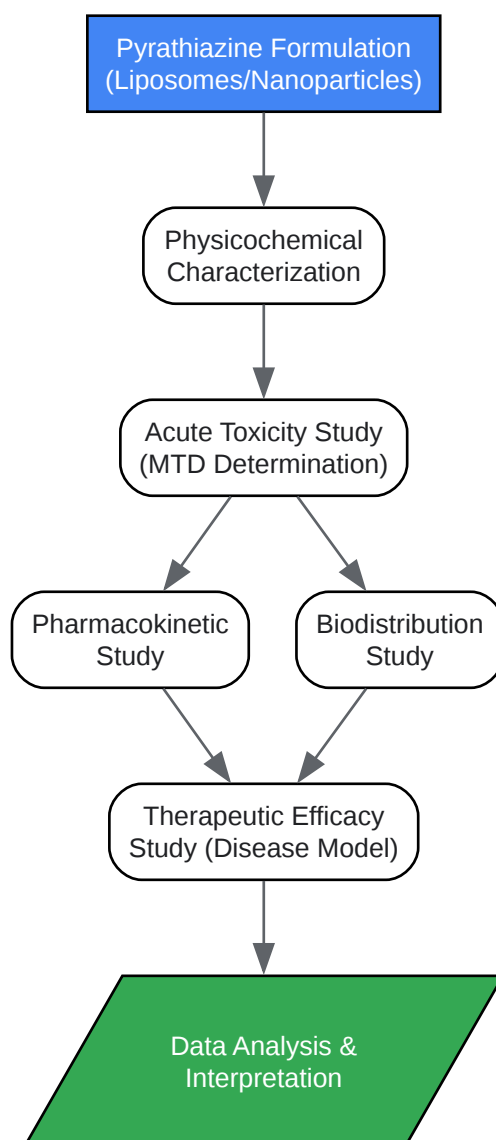 Pyrathiazine Formulation
(Liposomes/Nanoparticles)
Physicochemical
Characterization
Acute Toxicity Study
(MTD Determination)
Pharmacokinetic
Study
Biodistribution
Study
Therapeutic Efficacy
Study (Disease Model)
Data Analysis &
Interpretation